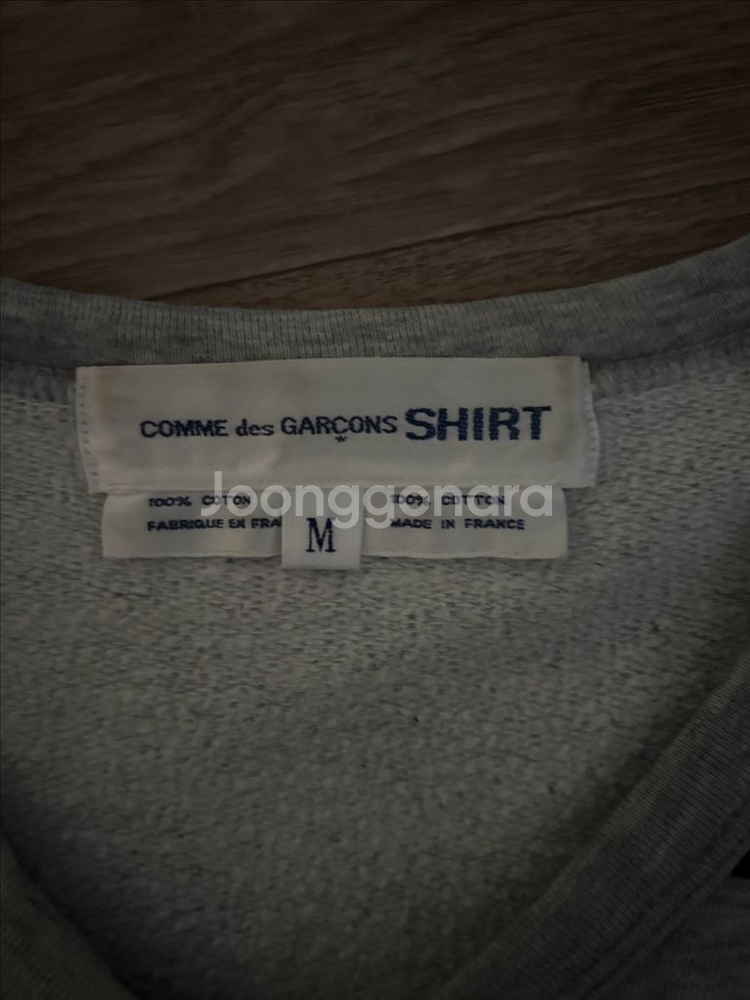 COMME des GARÇONS SHIRT
*
100% COTON
FABRIQUE EN FRA
M
100% COTTON
MADE IN FRANCE
Joonggonara